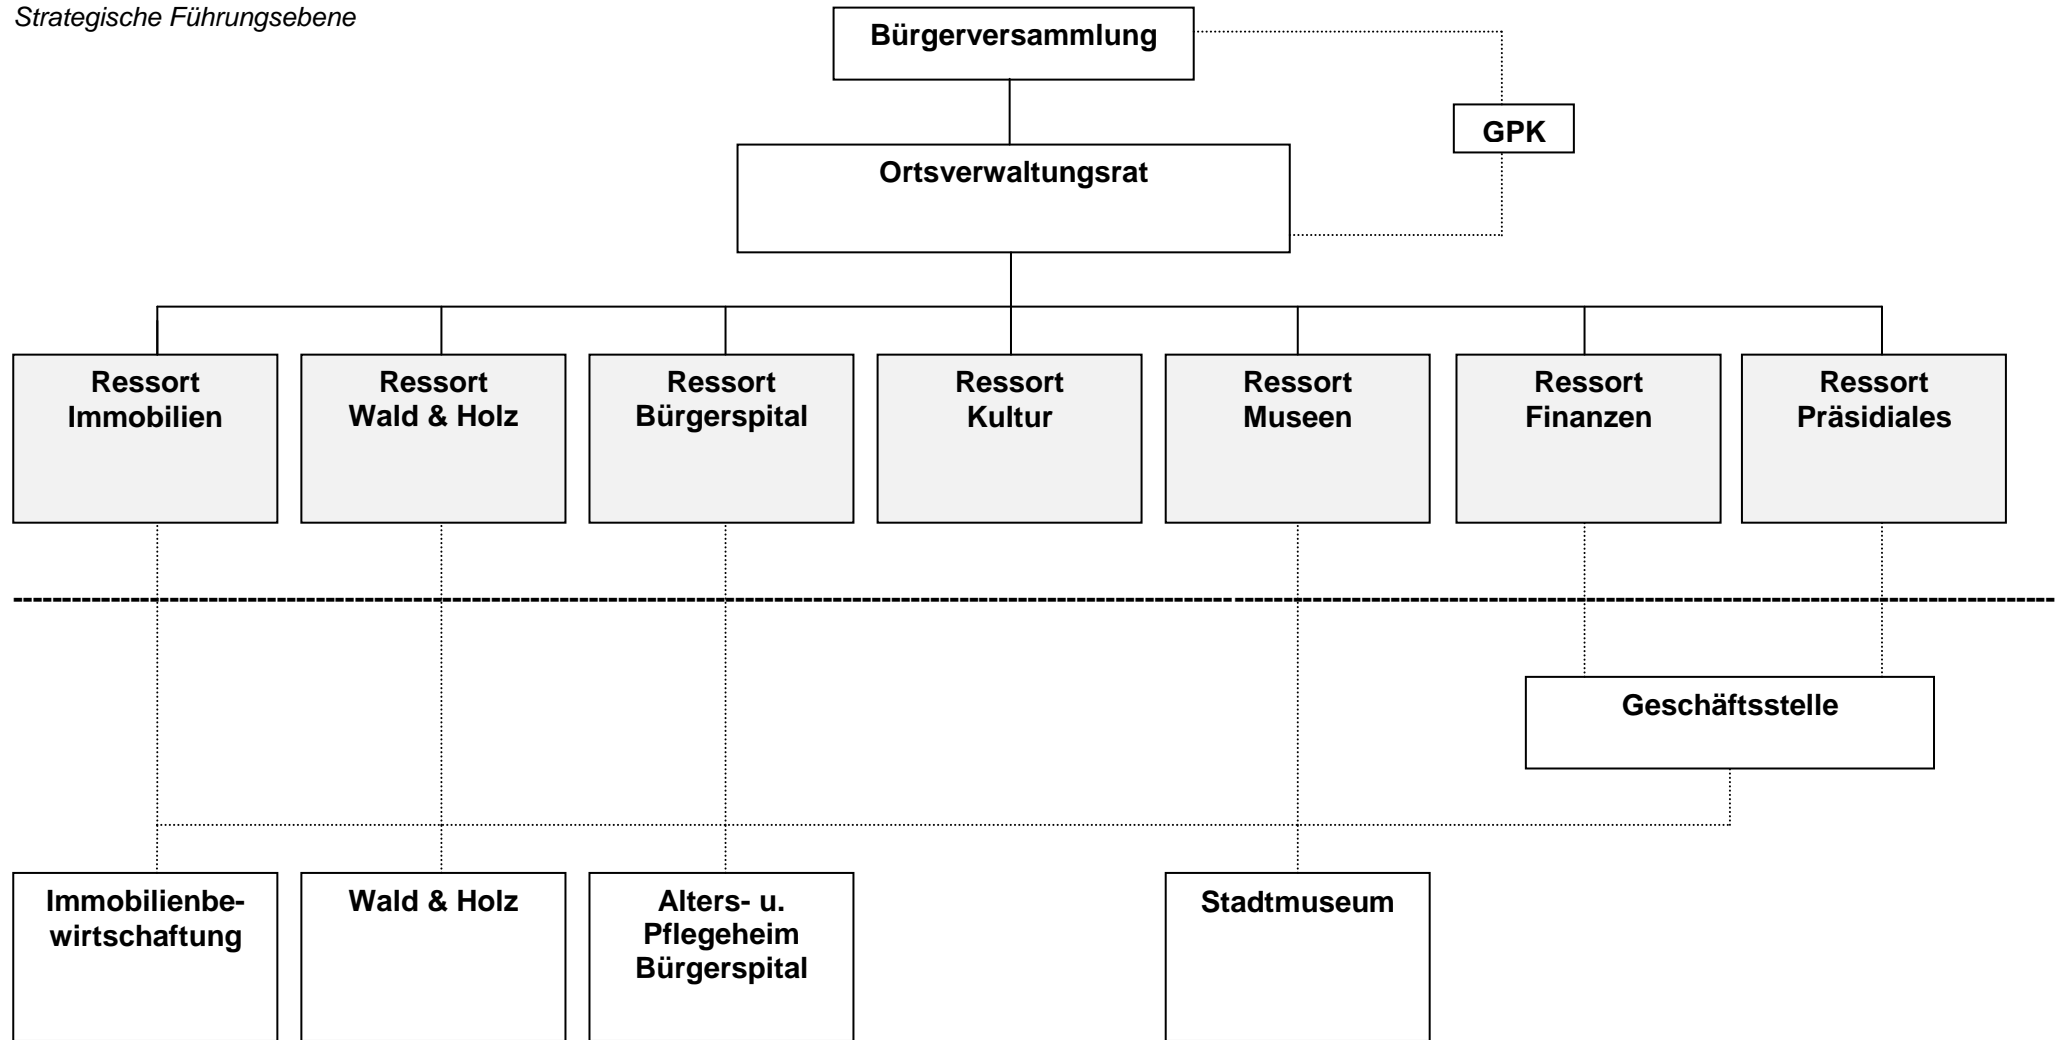 Strategische Führungsebene
Bürgerversammlung
GPK
Ortsverwaltungsrat
Ressort
Immobilien
Ressort
Wald & Holz
Ressort
Bürgerspital
Ressort
Kultur
Ressort
Museen
Ressort
Finanzen
Ressort
Präsidiales
Geschäftsstelle
Immobilienbe-
wirtschaftung
Wald & Holz
Alters- u.
Pflegeheim
Bürgerspital
Stadtmuseum